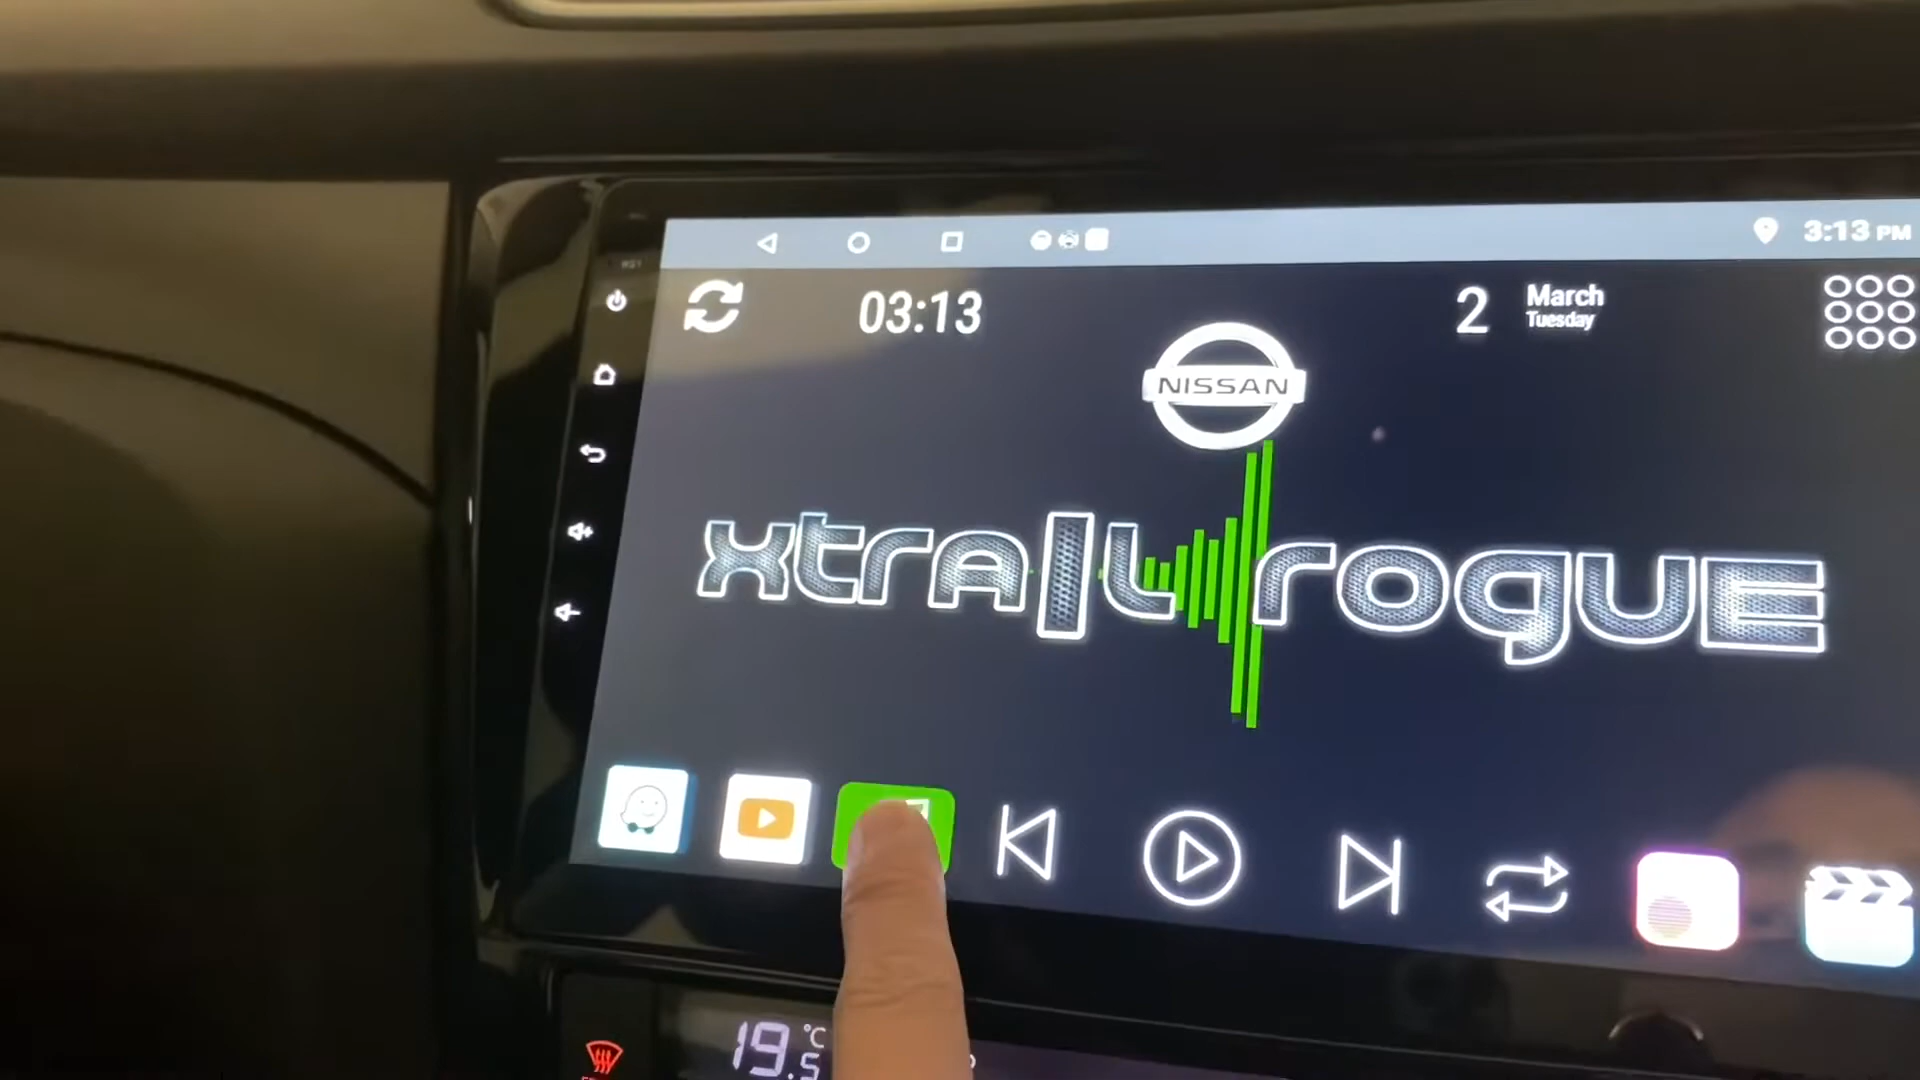 3:13 PM
03:13
2
March
Tuesday
NISSAN
xtrail rogue
19.5 °C